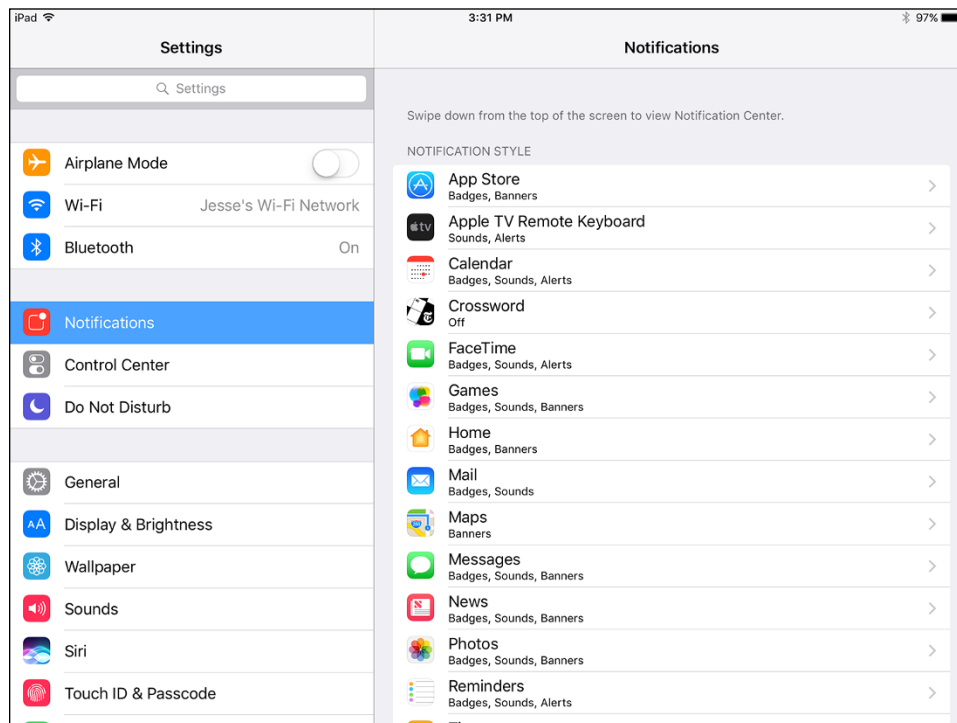 iPad
3:31 PM
97%
Settings
Notifications
Settings
Airplane Mode
Wi-Fi
Jesse's Wi-Fi Network
Bluetooth
On
Notifications
Control Center
Do Not Disturb
General
AA
Display & Brightness
Wallpaper
Sounds
Siri
Touch ID & Passcode
Swipe down from the top of the screen to view Notification Center.
NOTIFICATION STYLE
App Store
Badges, Banners
tv
Apple TV Remote Keyboard
Sounds, Alerts
Calendar
Badges, Sounds, Alerts
Crossword
Off
FaceTime
Badges, Sounds, Alerts
Games
Badges, Sounds, Banners
Home
Badges, Banners
Mail
Badges, Sounds
Maps
Banners
Messages
Badges, Sounds, Banners
News
Badges, Sounds, Banners
Photos
Badges, Sounds, Banners
Reminders
Badges, Sounds, Alerts